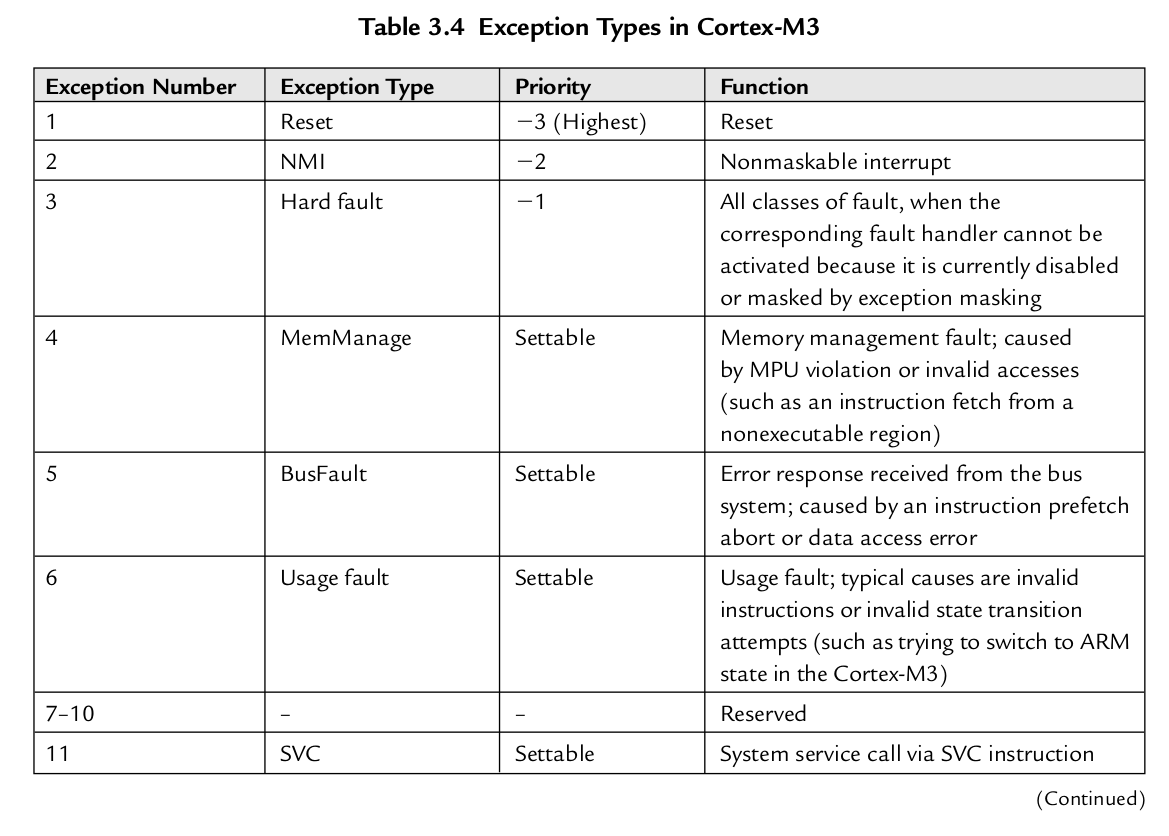 Table 3.4 Exception Types in Cortex-M3
Exception Number Exception Type Priority Function
1 Reset −3 (Highest) Reset
2 NMI −2 Nonmaskable interrupt
3 Hard fault −1 All classes of fault, when the
corresponding fault handler cannot be
activated because it is currently disabled
or masked by exception masking
4 MemManage Settable Memory management fault; caused
by MPU violation or invalid accesses
(such as an instruction fetch from a
nonexecutable region)
5 BusFault Settable Error response received from the bus
system; caused by an instruction prefetch
abort or data access error
6 Usage fault Settable Usage fault; typical causes are invalid
instructions or invalid state transition
attempts (such as trying to switch to ARM
state in the Cortex-M3)
7–10 – – Reserved
11 SVC Settable System service call via SVC instruction
(Continued)